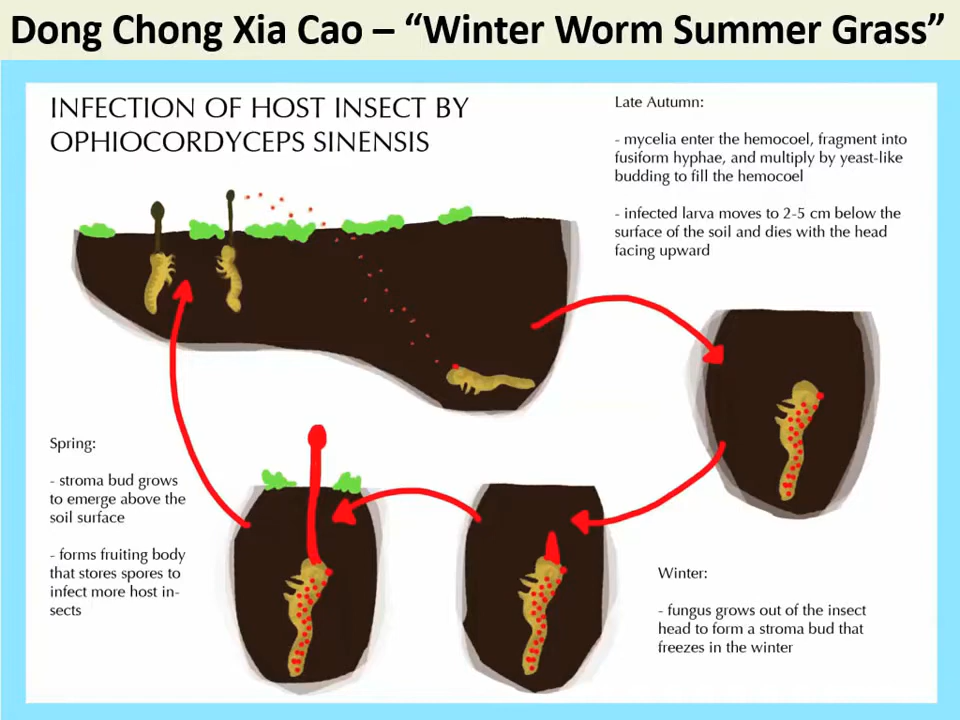 Dong Chong Xia Cao – “Winter Worm Summer Grass”
INFECTION OF HOST INSECT BY
OPHIOCORDYCEPS SINENSIS
Late Autumn:
- mycelia enter the hemocoel, fragment into
fusiform hyphae, and multiply by yeast-like
budding to fill the hemocoel
- infected larva moves to 2-5 cm below the
surface of the soil and dies with the head
facing upward
Spring:
- stroma bud grows
to emerge above the
soil surface
- forms fruiting body
that stores spores to
infect more host in-
sects
Winter:
- fungus grows out of the insect
head to form a stroma bud that
freezes in the winter